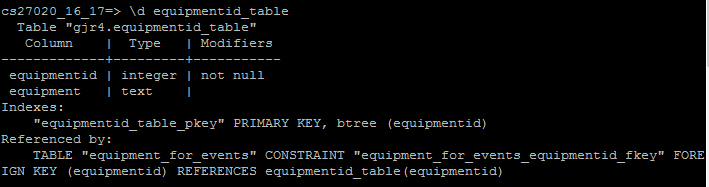 cs27020_16_17=> \d equipmentid_table
Table "gjr4.equipmentid_table"
Column | Type | Modifiers
-------------+---------+-----------
equipmentid | integer | not null
equipment | text |
Indexes:
"equipmentid_table_pkey" PRIMARY KEY, btree (equipmentid)
Referenced by:
TABLE "equipment_for_events" CONSTRAINT "equipment_for_events_equipmentid_fkey" FORE
IGN KEY (equipmentid) REFERENCES equipmentid_table(equipmentid)